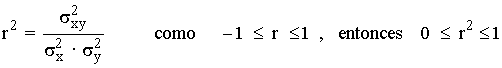 r² = σ²xy / (σ²x · σ²y)   como   −1 ≤ r ≤1 , entonces 0 ≤ r² ≤1